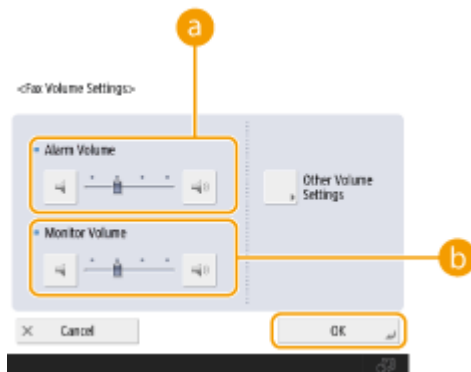 a
<Fax Volume Settings>
Alarm Volume
Other Volume
Settings
Monitor Volume
b
Cancel
OK